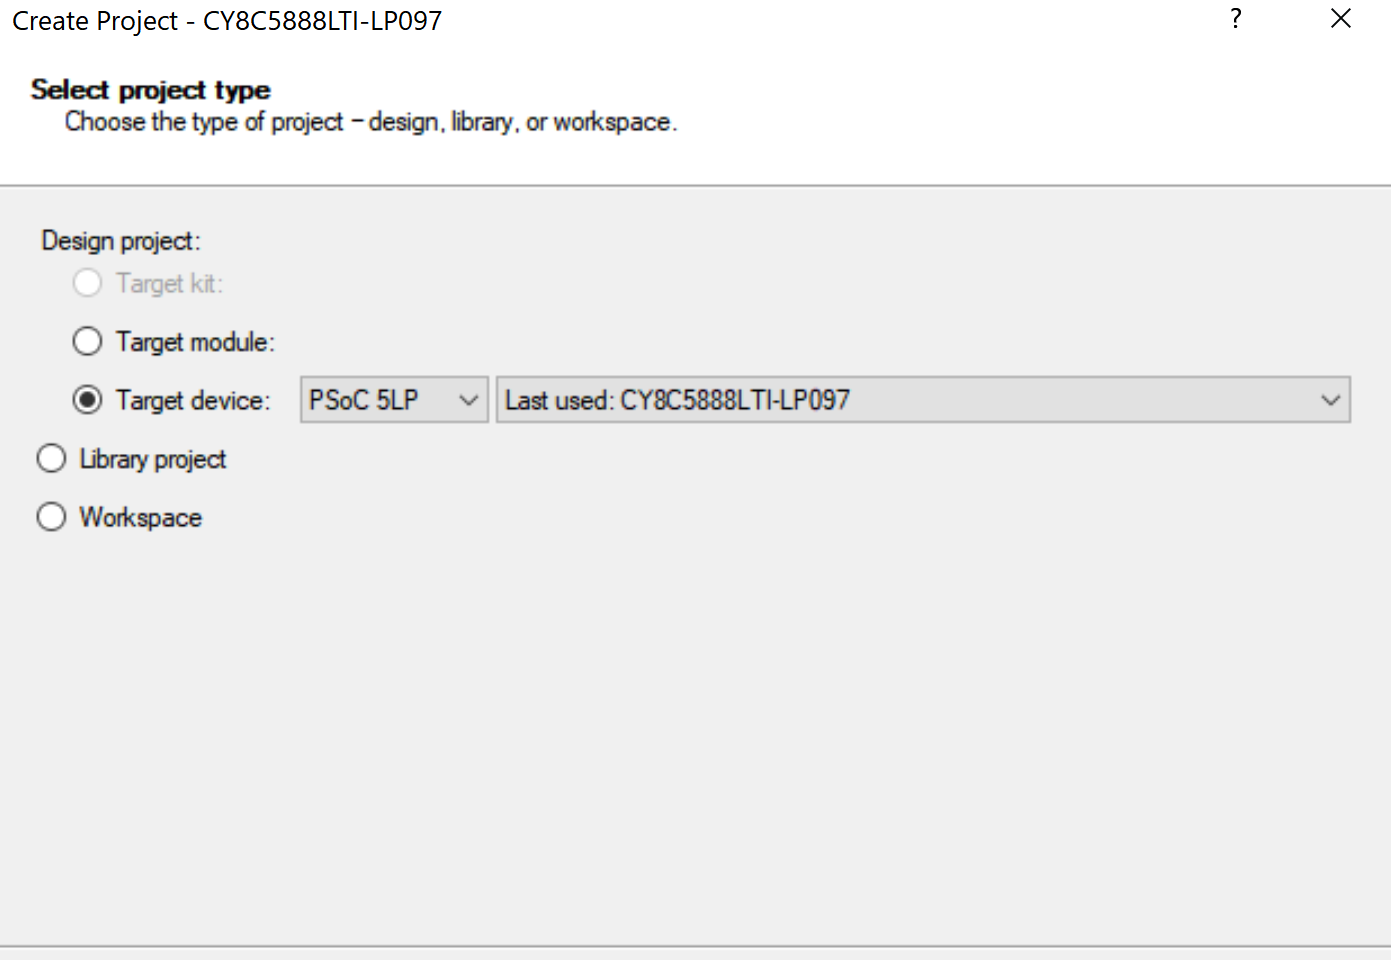 Create Project - CY8C5888LTI-LP097 ?
Select project type
Choose the type of project – design, library, or workspace.
Design project:
Target kit:
Target module:
Target device: PSoC 5LP Last used: CY8C5888LTI-LP097
Library project
Workspace